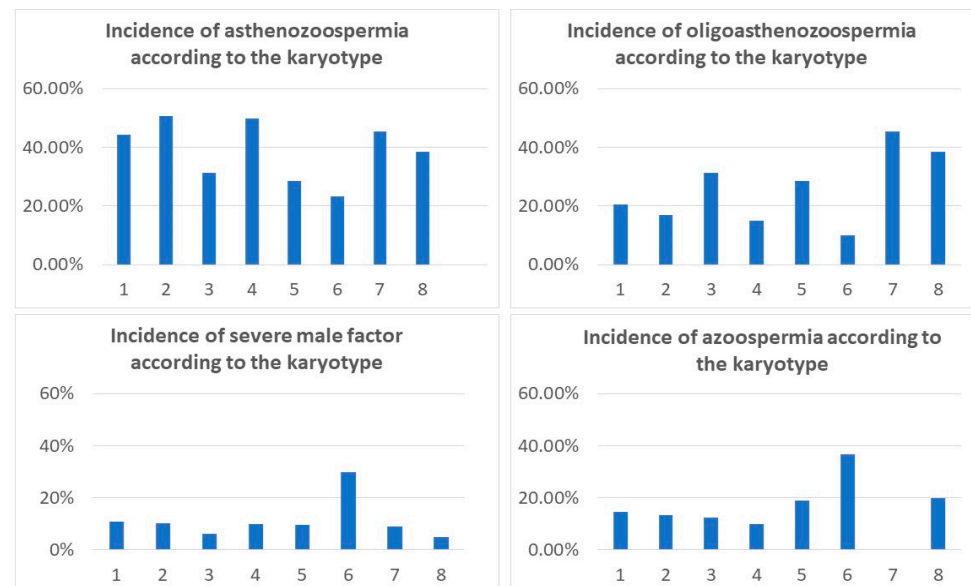 Incidence of asthenozoospermia
according to the karyotype
60.00%
40.00%
20.00%
0.00%
1 2 3 4 5 6 7 8
Incidence of oligoasthenozoospermia
according to the karyotype
60.00%
40.00%
20.00%
0.00%
1 2 3 4 5 6 7 8
Incidence of severe male factor
according to the karyotype
60%
40%
20%
0%
1 2 3 4 5 6 7 8
Incidence of azoospermia according to
the karyotype
60.00%
40.00%
20.00%
0.00%
1 2 3 4 5 6 7 8